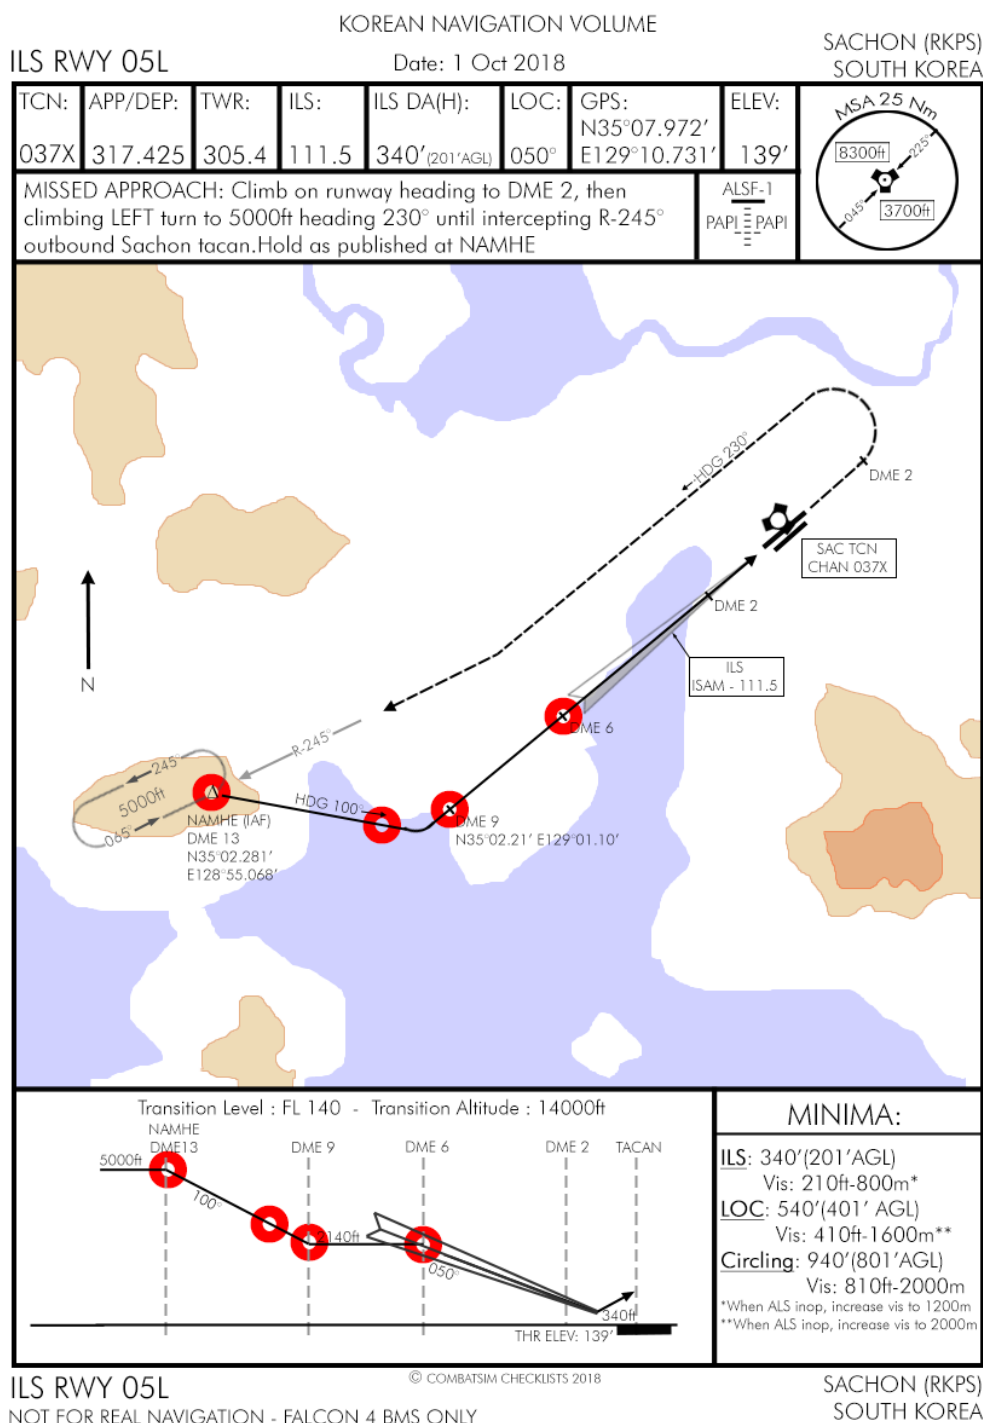 KOREAN NAVIGATION VOLUME
ILS RWY 05L
Date: 1 Oct 2018
SACHON (RKPS)
SOUTH KOREA
TCN: APP/DEP: TWR: ILS: ILS DA(H): LOC: GPS: ELEV:
N35°07.972'
037X 317.425 305.4 111.5 340'(201'AGL) 050° E129°10.731' 139'
MSA 25 Nm
8300ft
225°
045°
3700ft
MISSED APPROACH: Climb on runway heading to DME 2, then
climbing LEFT turn to 5000ft heading 230° until intercepting R-245°
outbound Sachon tacan.Hold as published at NAMHE
ALSF-1
PAPI PAPI
HDG 230°
DME 2
SAC TCN
CHAN 037X
DME 2
ILS
ISAM - 111.5
N
DME 6
R-245°
245°
5000ft
065°
HDG 100°
NAMHE (IAF)
DME 13
N35°02.281'
E128°55.068'
DME 9
N35°02.21' E129°01.10'
Transition Level : FL 140 - Transition Altitude : 14000ft
NAMHE
DME13 DME 9 DME 6 DME 2 TACAN
5000ft
100°
2140ft
050°
340ft
THR ELEV: 139'
MINIMA:
ILS: 340'(201'AGL)
Vis: 210ft-800m*
LOC: 540'(401' AGL)
Vis: 410ft-1600m**
Circling: 940'(801'AGL)
Vis: 810ft-2000m
*When ALS inop, increase vis to 1200m
**When ALS inop, increase vis to 2000m
© COMBATSIM CHECKLISTS 2018
ILS RWY 05L
NOT FOR REAL NAVIGATION - FALCON 4 BMS ONLY
SACHON (RKPS)
SOUTH KOREA